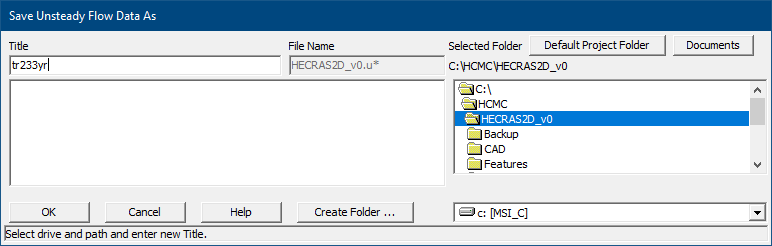 Save Unsteady Flow Data As
Title
File Name
Selected Folder
Default Project Folder
Documents
tr233yr
HECRAS2D_v0.u*
C:\HCMC\HECRAS2D_v0
C:\
HCMC
HECRAS2D_v0
Backup
CAD
Features
OK
Cancel
Help
Create Folder ...
c: [MSI_C]
Select drive and path and enter new Title.